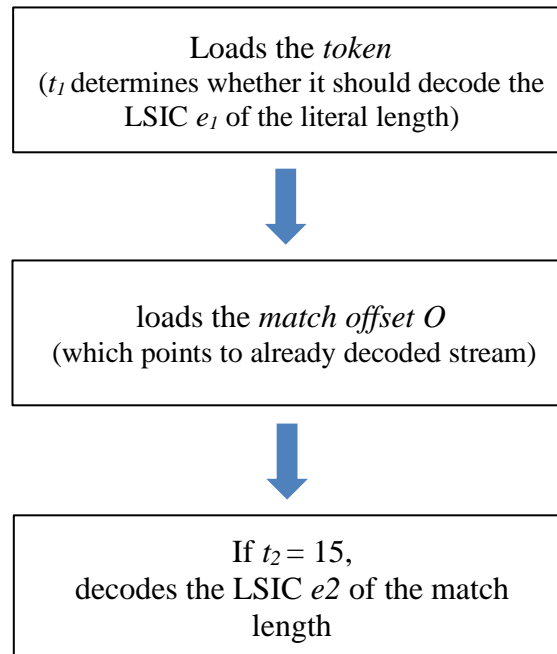 Loads the token
(t1 determines whether it should decode the
LSIC e1 of the literal length)
loads the match offset O
(which points to already decoded stream)
If t2 = 15,
decodes the LSIC e2 of the match
length